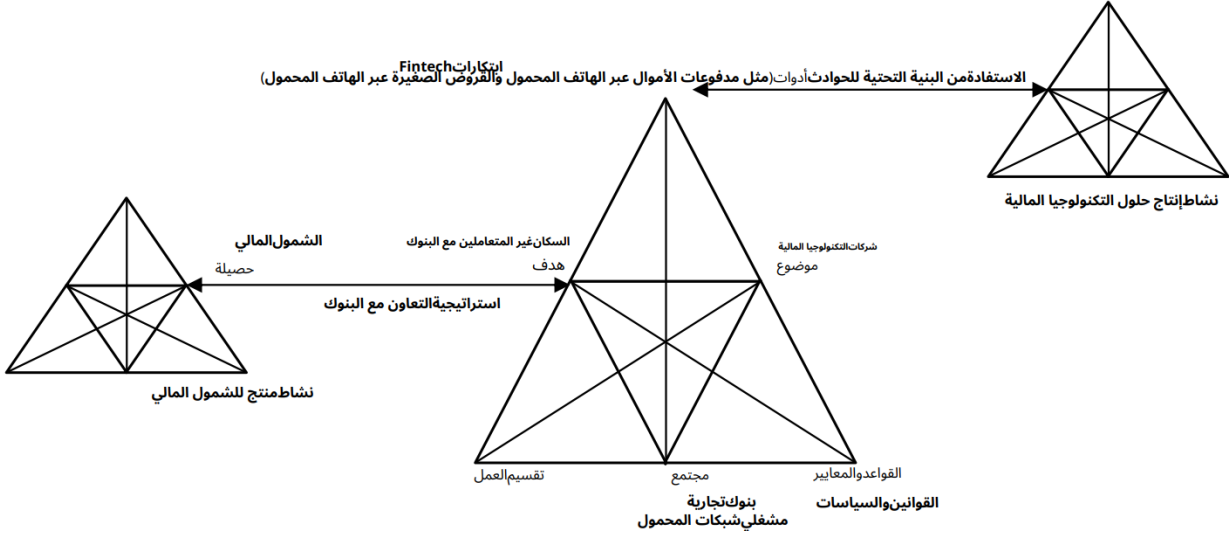 ابتكاراتFintech
الاستفادةمن البنية التحتية للحوادثأدوات(مثل مدفوعات الأموال عبر الهاتف المحمول والقروض الصغيرة عبر الهاتف المحمول)
نشاطإنتاج حلول التكنولوجيا المالية
شركاتالتكنولوجيا المالية
موضوع
السكانغير المتعاملين مع البنوك
هدف
الشمولالمالي
حصيلة
استراتيجيةالتعاون مع البنوك
نشاطمنتج للشمول المالي
القواعدوالمعايير
مجتمع
تقسيمالعمل
القوانينوالسياسات
بنوكتجارية
مشغليشبكات المحمول